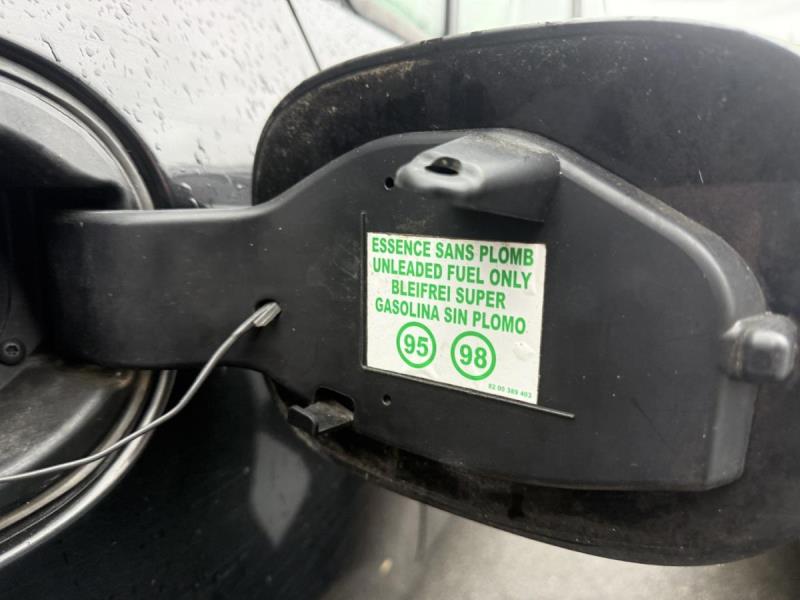 ESSENCE SANS PLOMB
UNLEADED FUEL ONLY
BLEIFREI SUPER
GASOLINA SIN PLOMO
95 98
82 00 389 403